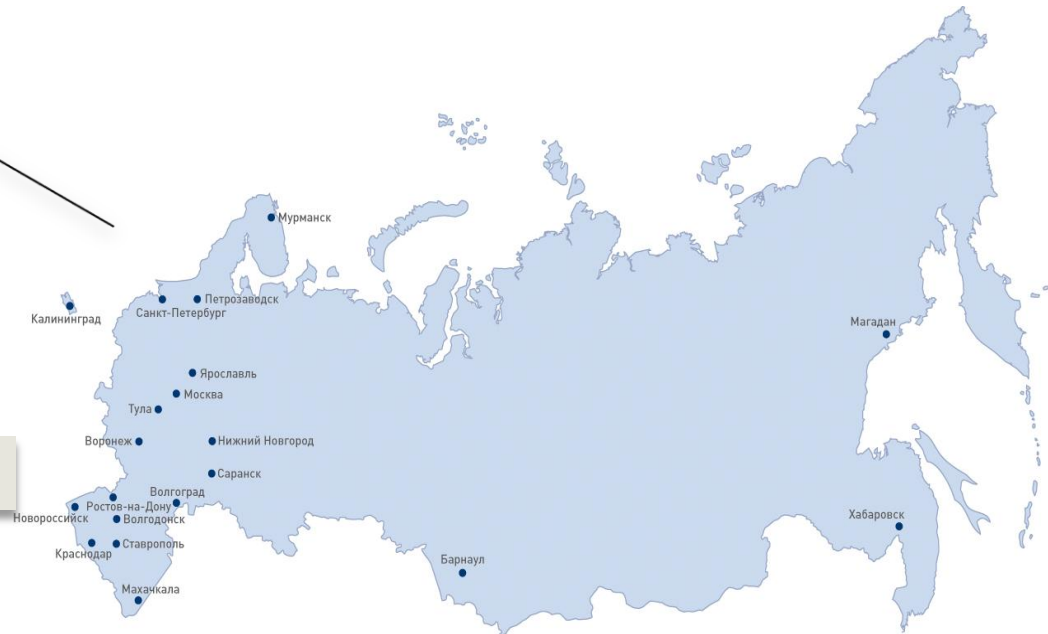 Мурманск
Петрозаводск
Санкт-Петербург
Калининград
Магадан
Ярославль
Москва
Тула
Воронеж
Нижний Новгород
Саранск
Волгоград
Ростов-на-Дону
Новороссийск
Волгодонск
Хабаровск
Краснодар
Ставрополь
Барнаул
Махачкала